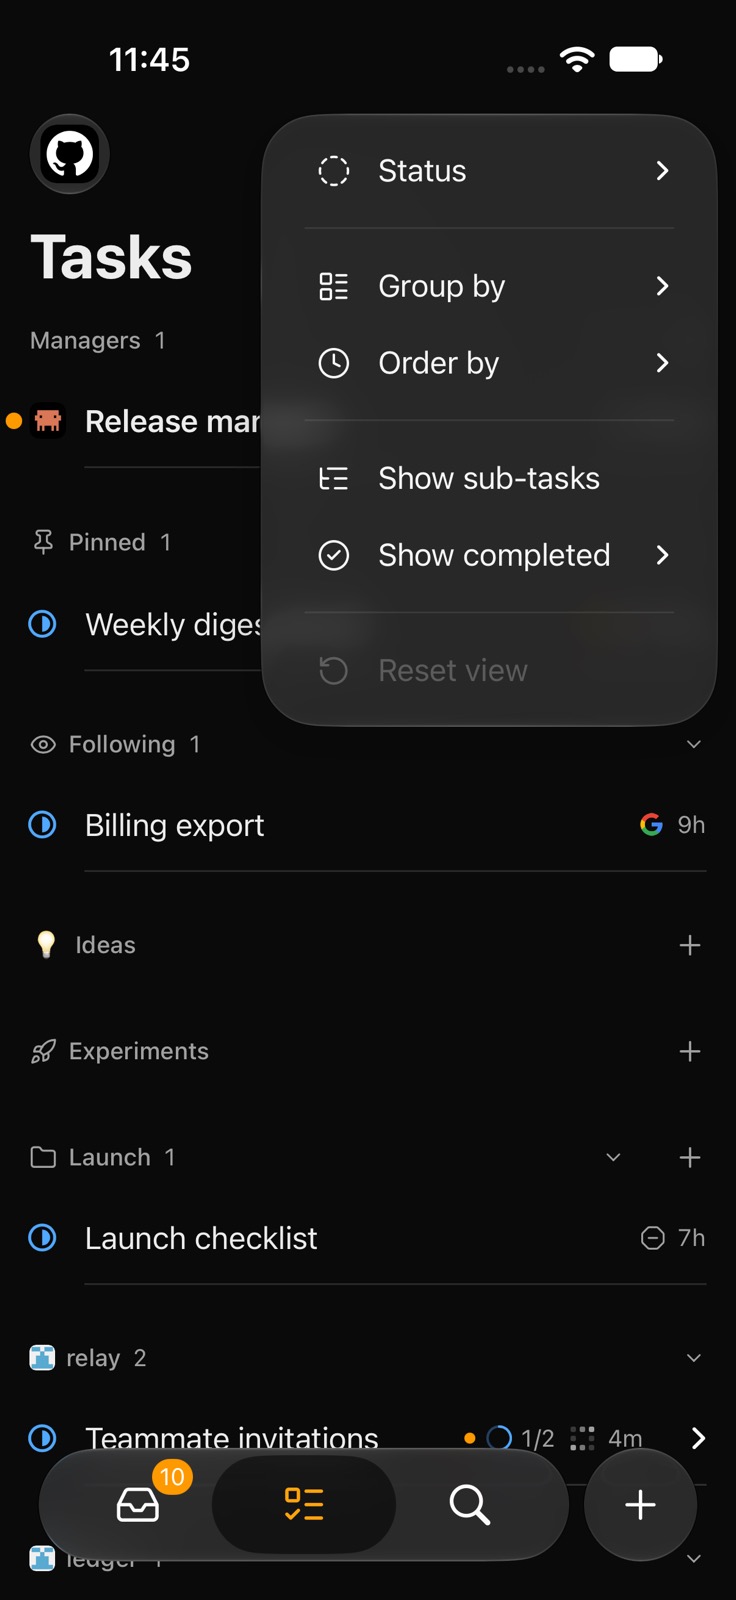 11:45
Status
Tasks
Group by
Managers 1
Order by
Release mar
Show sub-tasks
Pinned 1
Show completed
Weekly diges
Reset view
Following 1
Billing export 9h
Ideas
Experiments
Launch 1
Launch checklist 7h
relay 2
Teammate invitations 1/2 4m
10
ledger 1